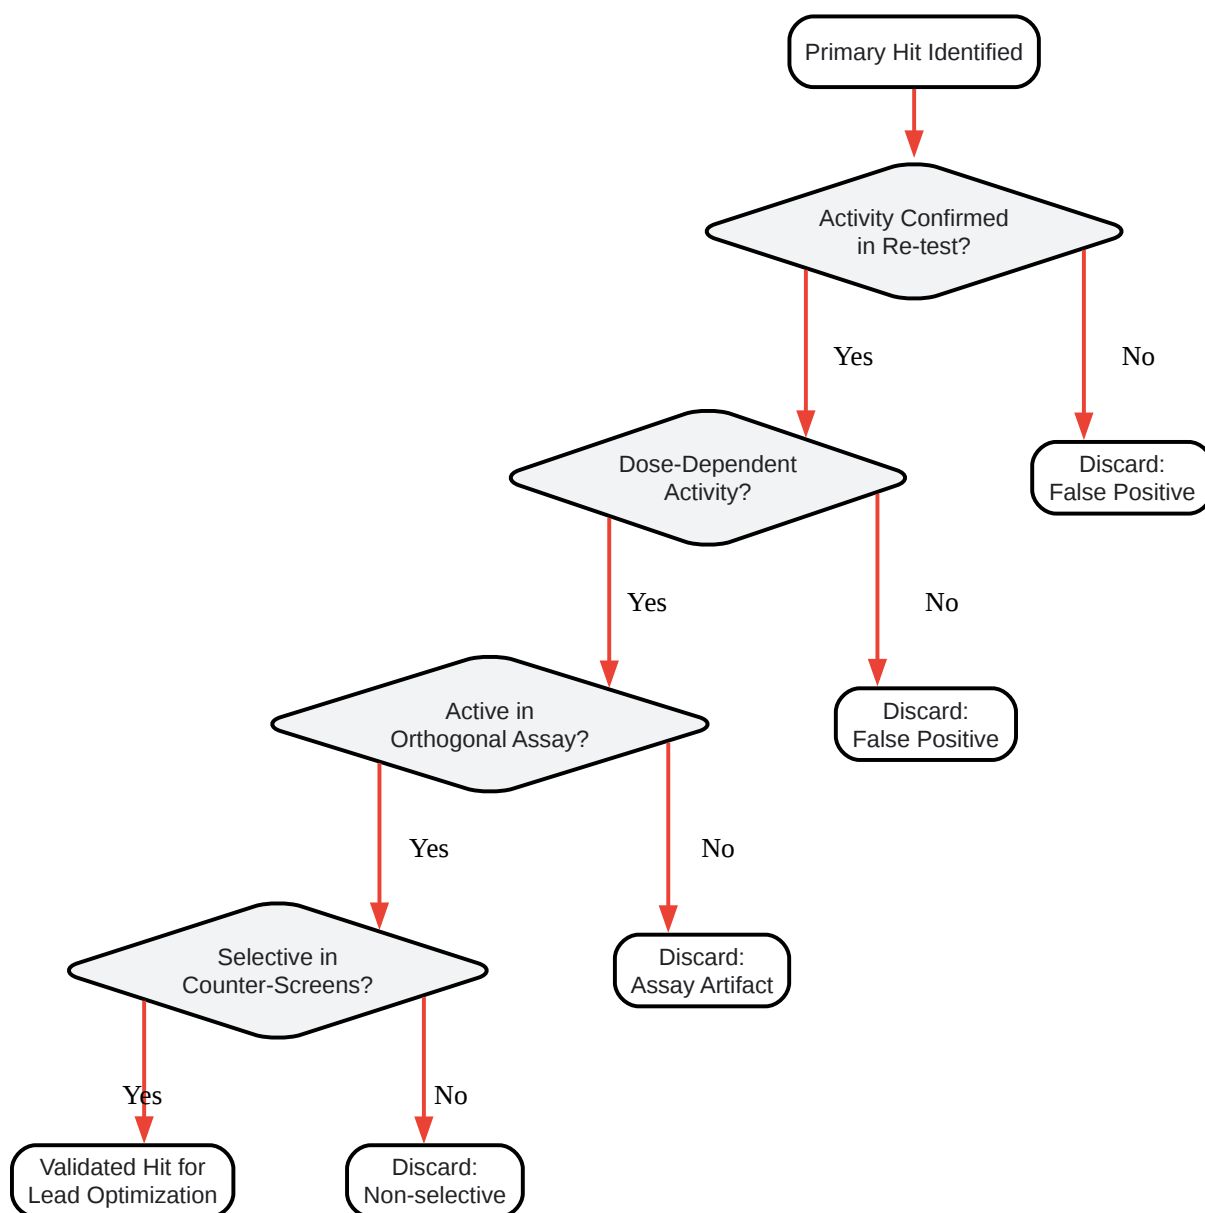 Primary Hit Identified
Activity Confirmed
in Re-test?
Yes
No
Dose-Dependent
Activity?
Discard:
False Positive
Yes
No
Active in
Orthogonal Assay?
Discard:
False Positive
Yes
No
Selective in
Counter-Screens?
Discard:
Assay Artifact
Yes
No
Validated Hit for
Lead Optimization
Discard:
Non-selective